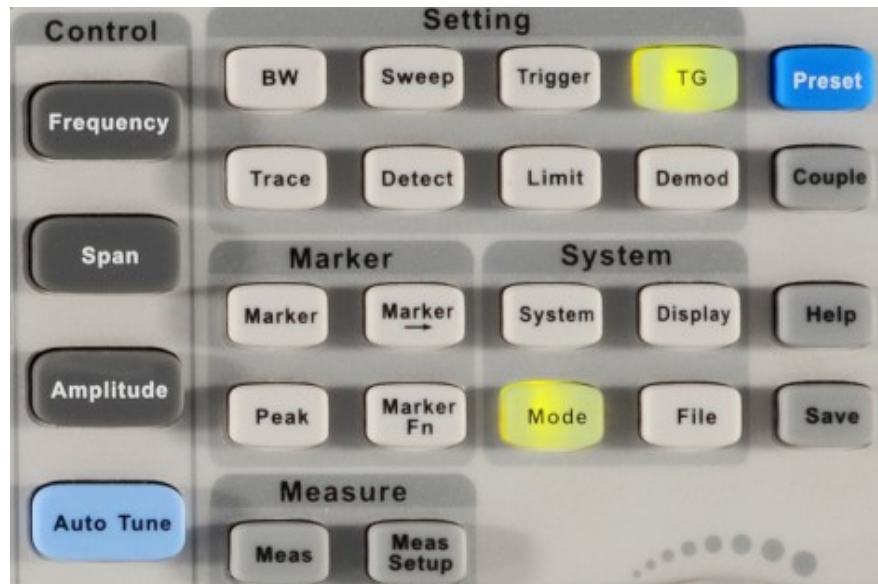 Control
Frequency
Span
Amplitude
Auto Tune
Setting
BW
Sweep
Trigger
TG
Trace
Detect
Limit
Demod
Marker
Marker
Marker
Peak
Marker
Fn
System
System
Display
Mode
File
Measure
Meas
Meas
Setup
Preset
Couple
Help
Save